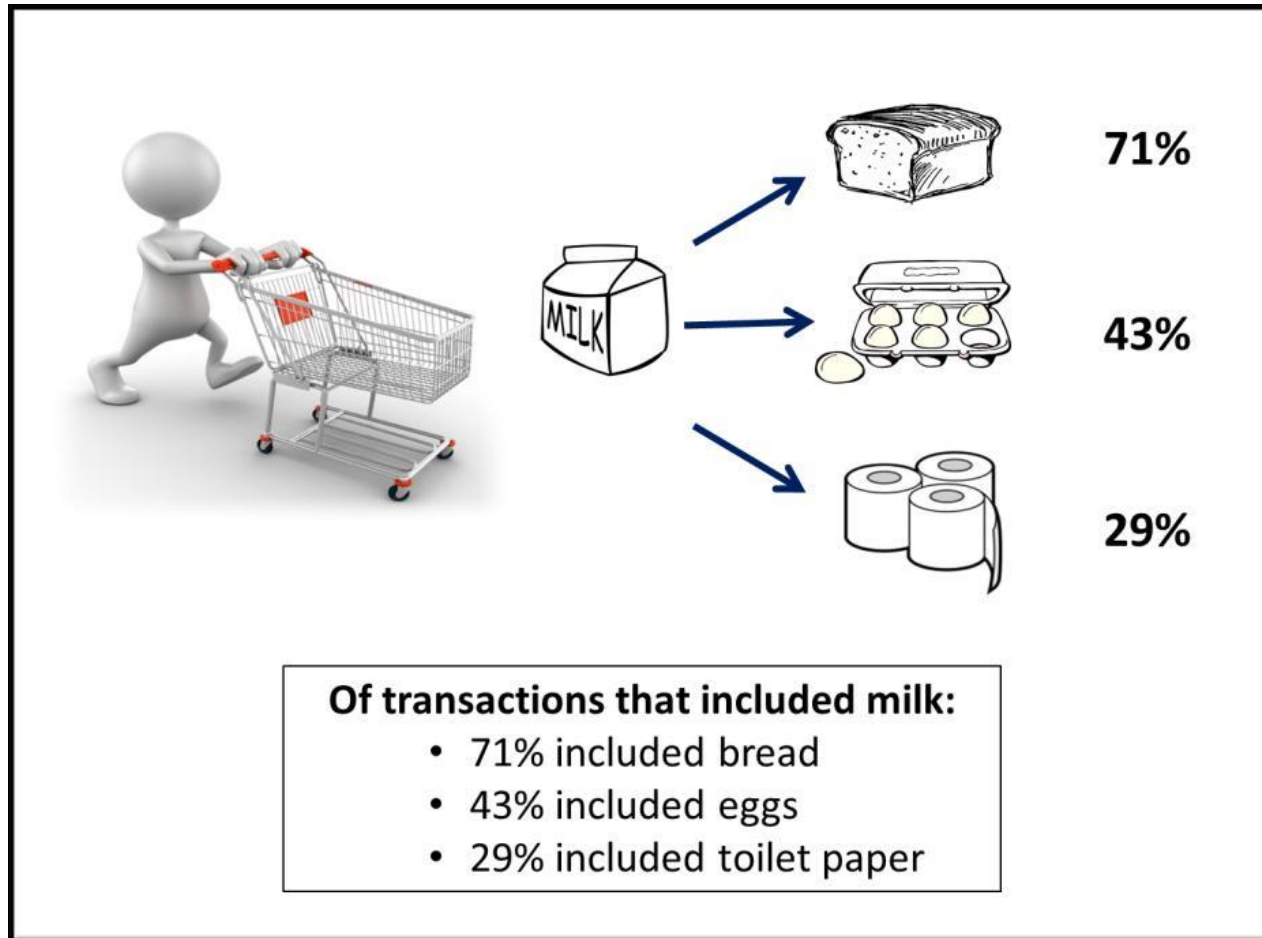 71%
MILK
43%
29%
Of transactions that included milk:
• 71% included bread
• 43% included eggs
• 29% included toilet paper